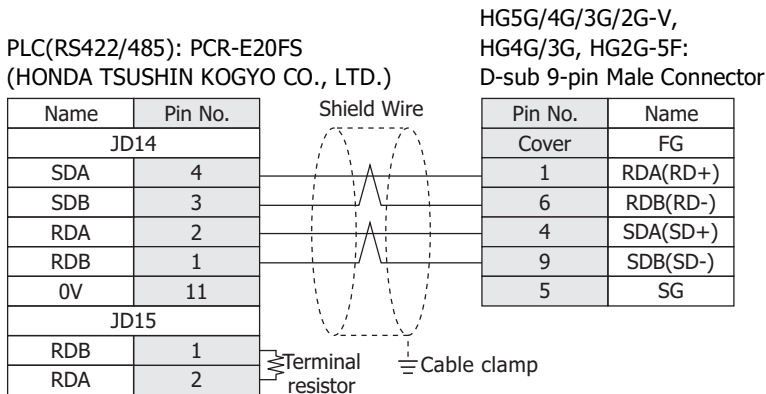 PLC(RS422/485): PCR-E20FS
(HONDA TSUSHIN KOGYO CO., LTD.)
HG5G/4G/3G/2G-V,
HG4G/3G, HG2G-5F:
D-sub 9-pin Male Connector
Name Pin No.
JD14
SDA 4
SDB 3
RDA 2
RDB 1
0V 11
JD15
RDB 1
RDA 2
Shield Wire
Terminal
resistor
Cable clamp
Pin No. Name
Cover FG
1 RDA(RD+)
6 RDB(RD-)
4 SDA(SD+)
9 SDB(SD-)
5 SG